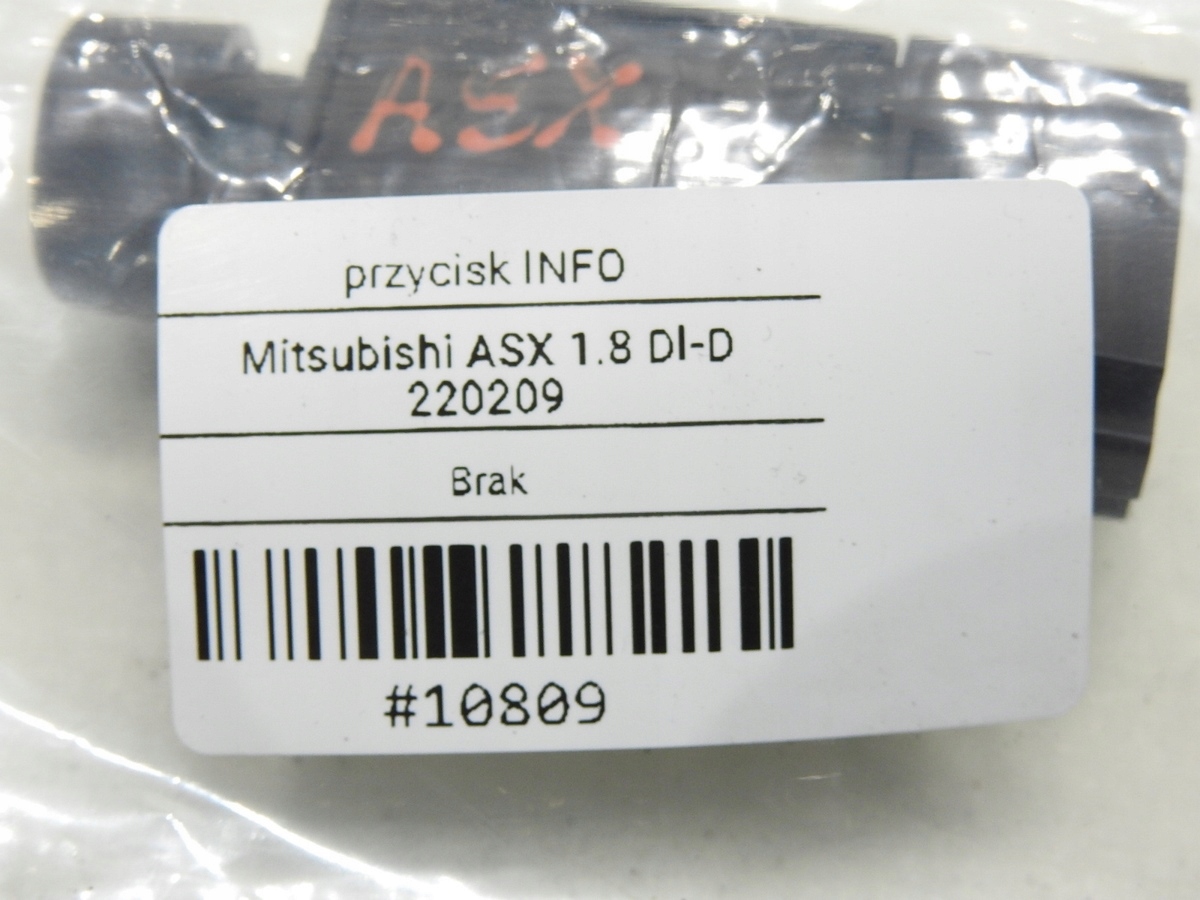 ASX
przycisk INFO
Mitsubishi ASX 1.8 DI-D
220209
Brak
#10809